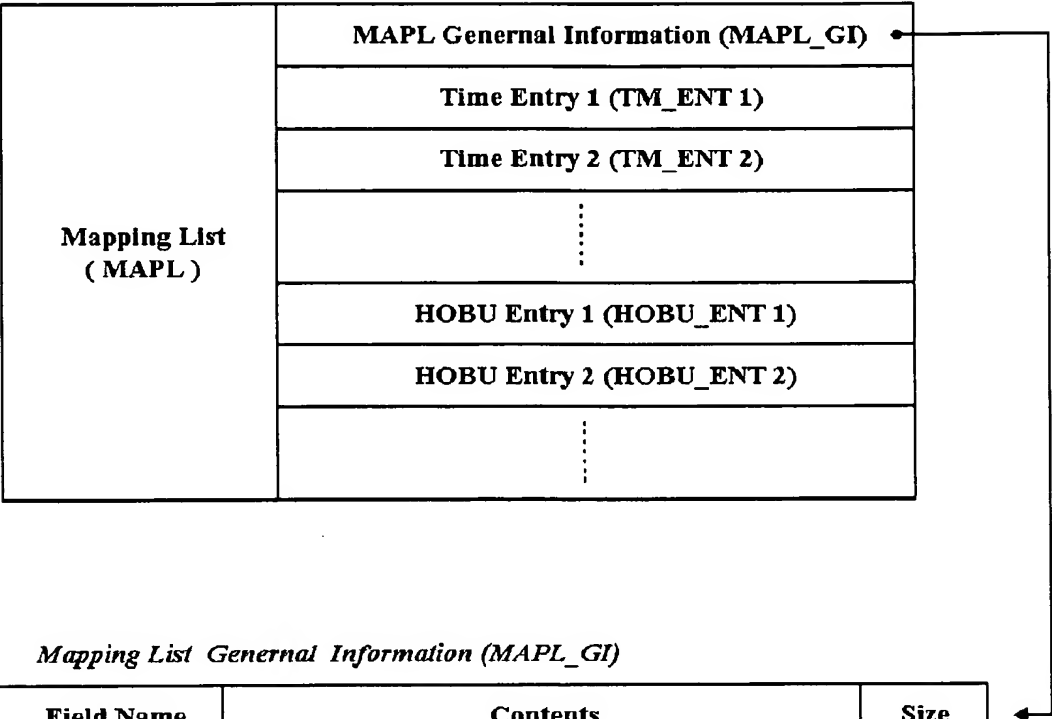 MAPL Genernal Information (MAPL_GI)
Time Entry 1 (TM_ENT 1)
Time Entry 2 (TM_ENT 2)
Mapping List
( MAPL )
HOBU Entry 1 (HOBU_ENT 1)
HOBU Entry 2 (HOBU_ENT 2)
Mapping List Genernal Information (MAPL_GI)
Field Name Contents Size